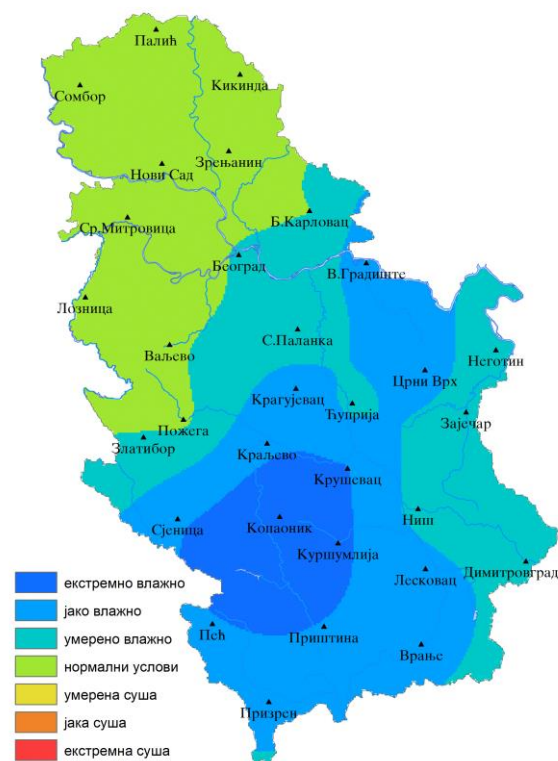 Палић
Сомбор
Кикинда
Зрењанин
Нови Сад
Ср.Митровица
Б.Карловац
Београд
В.Градиште
Лозница
С.Паланка
Ваљево
Неготин
Црни Врх
Крагујевац
Ћуприја
Зајечар
Пожега
Златибор
Краљево
Крушевац
Ниш
Сјеница
Копаоник
Куршумлија
Лесковац
Димитровград
Пећ
Приштина
Врање
Призрен
екстремно влажно
јако влажно
умерено влажно
нормални услови
умерена суша
јака суша
екстремна суша